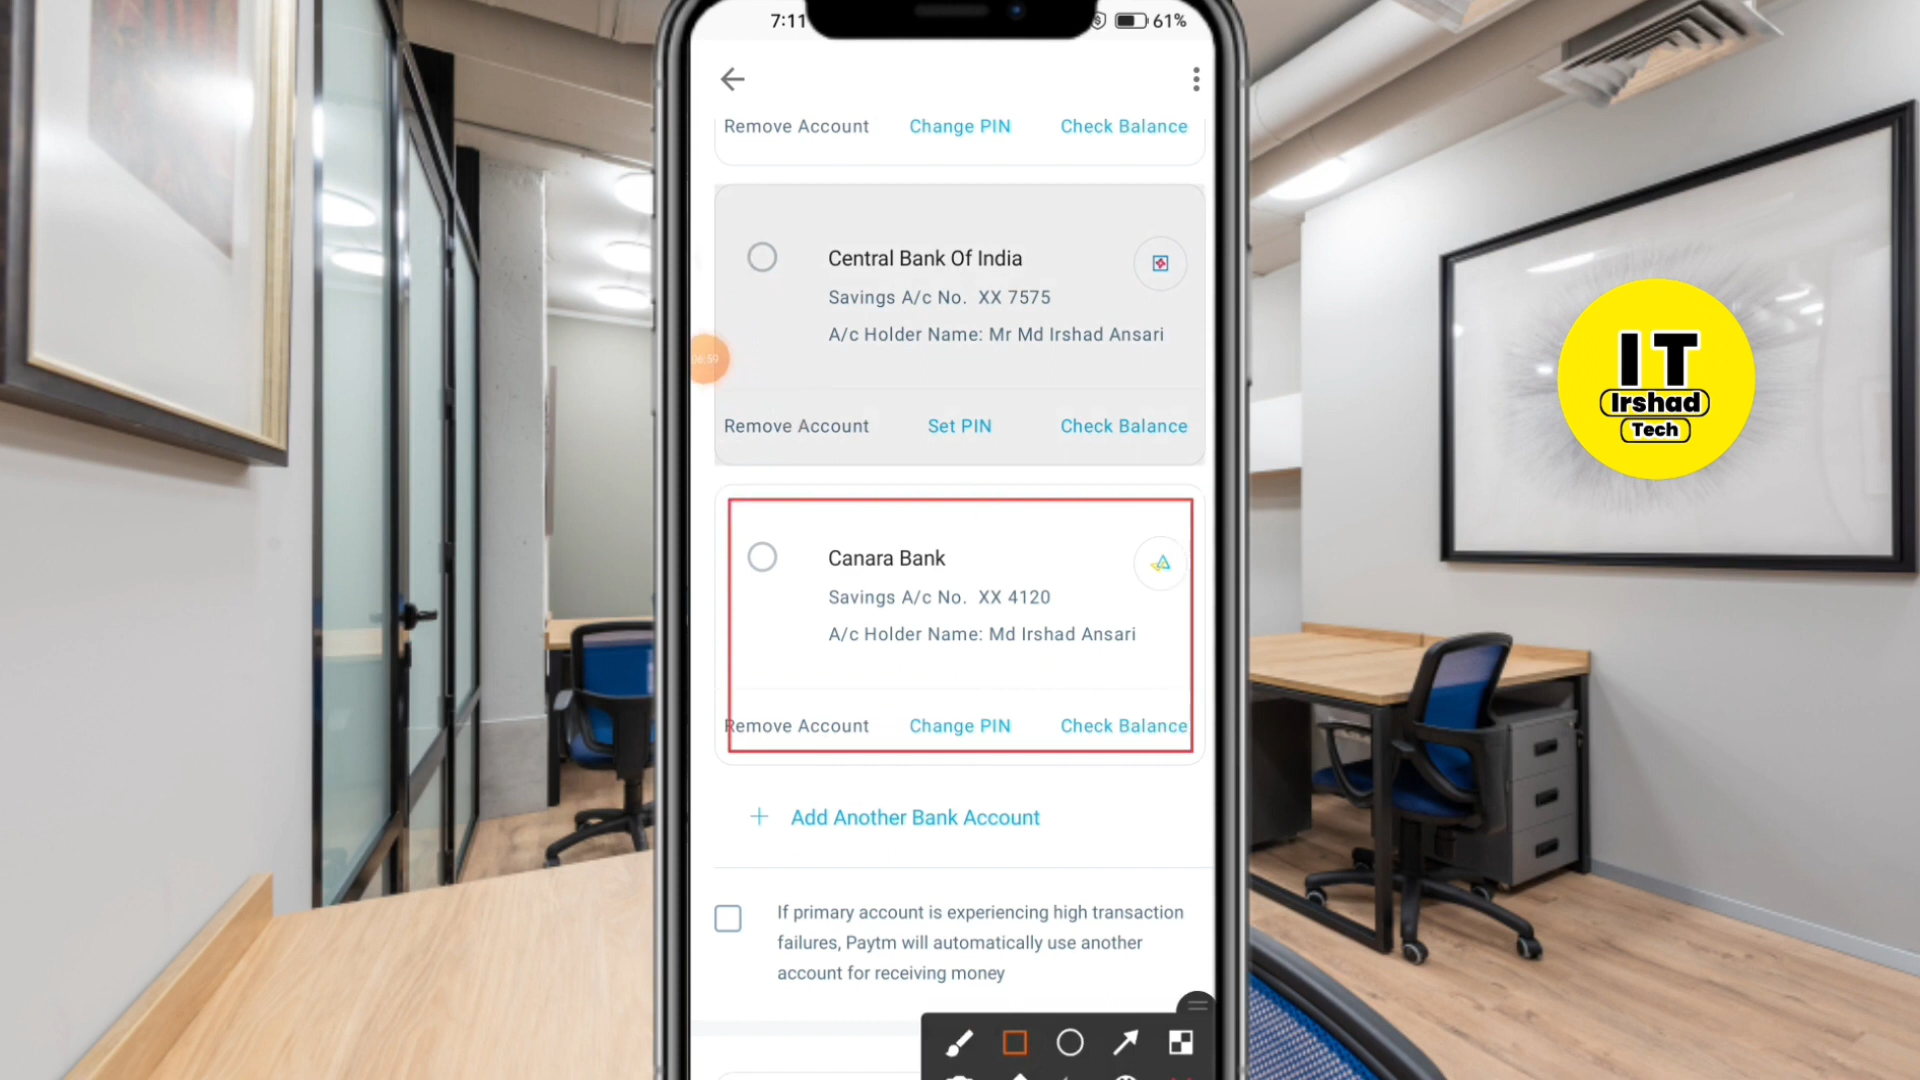 7:11
61%
Remove Account Change PIN Check Balance
Central Bank Of India
Savings A/c No. XX 7575
A/c Holder Name: Mr Md Irshad Ansari
06:59
Remove Account Set PIN Check Balance
Canara Bank
Savings A/c No. XX 4120
A/c Holder Name: Md Irshad Ansari
Remove Account Change PIN Check Balance
+ Add Another Bank Account
If primary account is experiencing high transaction
failures, Paytm will automatically use another
account for receiving money
IT
Irshad
Tech